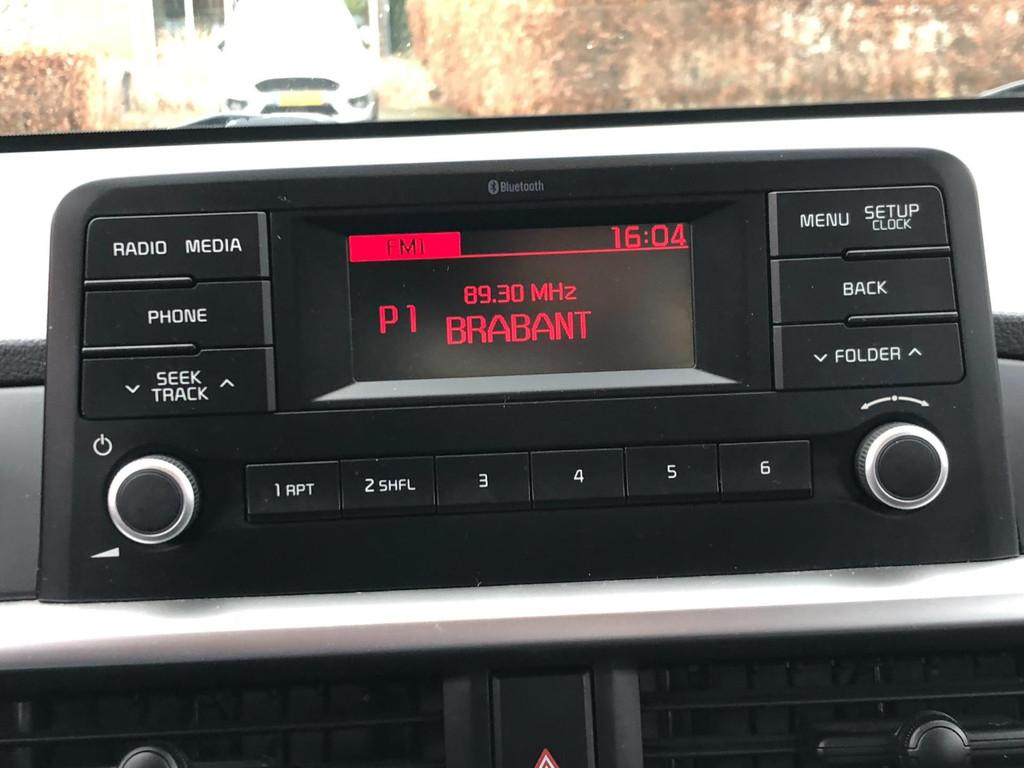 Bluetooth
RADIO MEDIA
PHONE
SEEK
TRACK
FM1
16:04
89.30 MHz
P1 BRABANT
MENU SETUP
CLOCK
BACK
FOLDER
1 RPT
2 SHFL
3
4
5
6